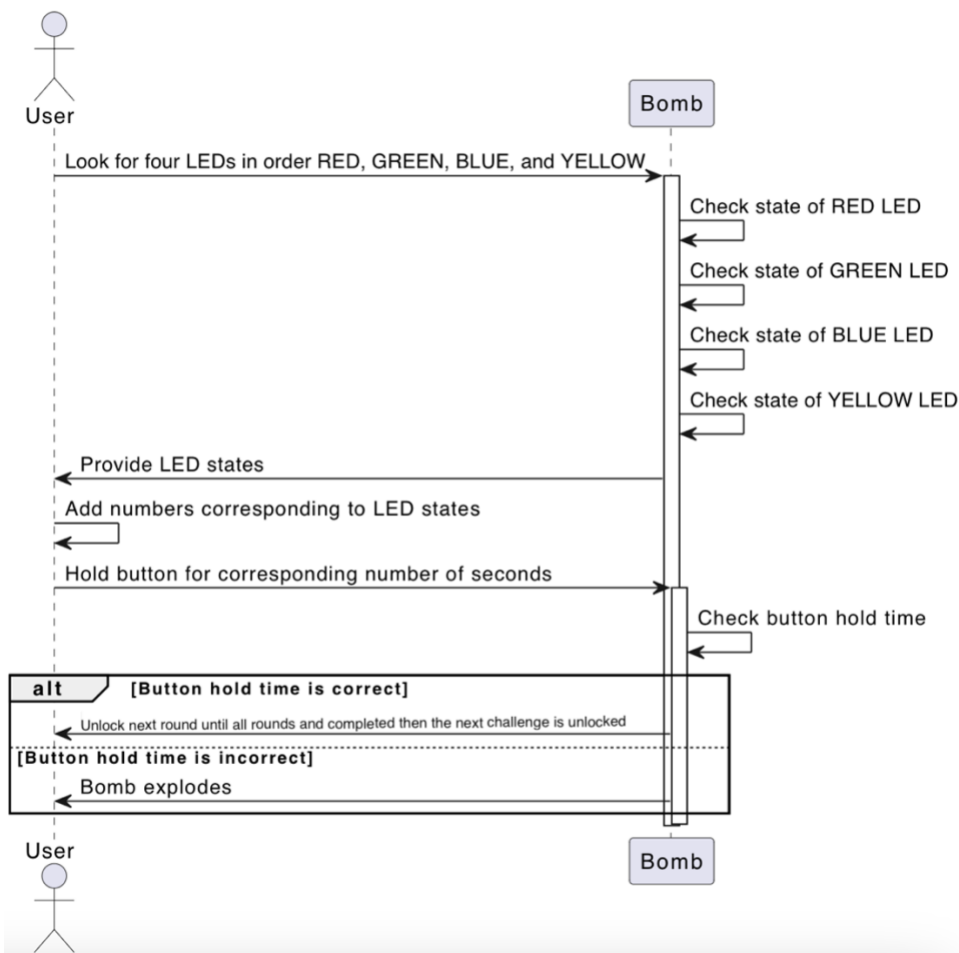 User
Bomb
Look for four LEDs in order RED, GREEN, BLUE, and YELLOW
Check state of RED LED
Check state of GREEN LED
Check state of BLUE LED
Check state of YELLOW LED
Provide LED states
Add numbers corresponding to LED states
Hold button for corresponding number of seconds
Check button hold time
alt [Button hold time is correct]
Unlock next round until all rounds and completed then the next challenge is unlocked
[Button hold time is incorrect]
Bomb explodes
User
Bomb